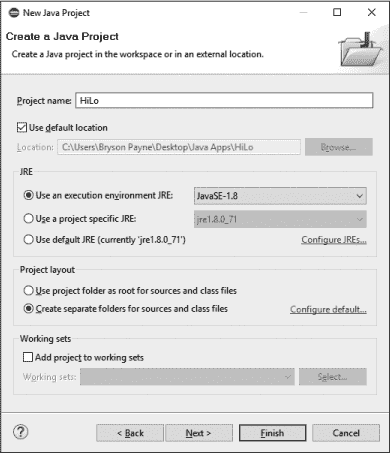 New Java Project
Create a Java Project
Create a Java project in the workspace or in an external location.
Project name: HiLo
Use default location
Location: C:\Users\Bryson Payne\Desktop\Java Apps\HiLo Browse...
JRE
Use an execution environment JRE: JavaSE-1.8
Use a project specific JRE: jre1.8.0_71
Use default JRE (currently 'jre1.8.0_71') Configure JREs...
Project layout
Use project folder as root for sources and class files
Create separate folders for sources and class files Configure default...
Working sets
Add project to working sets
Working sets: Select...
? < Back Next > Finish Cancel